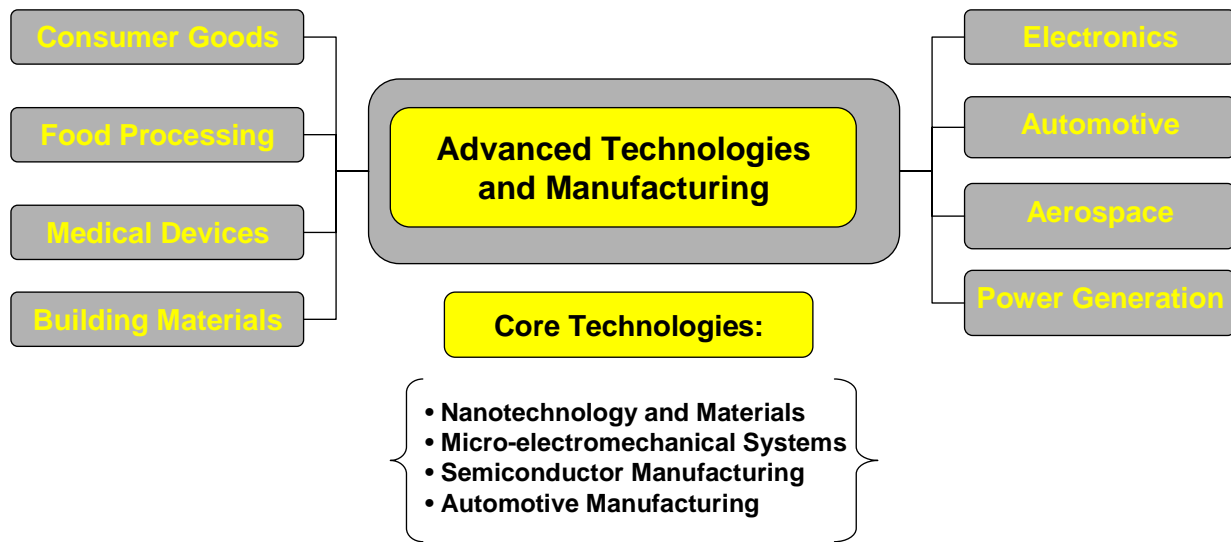 Consumer Goods
Food Processing
Medical Devices
Building Materials
Advanced Technologies
and Manufacturing
Electronics
Automotive
Aerospace
Power Generation
Core Technologies:
• Nanotechnology and Materials
• Micro-electromechanical Systems
• Semiconductor Manufacturing
• Automotive Manufacturing